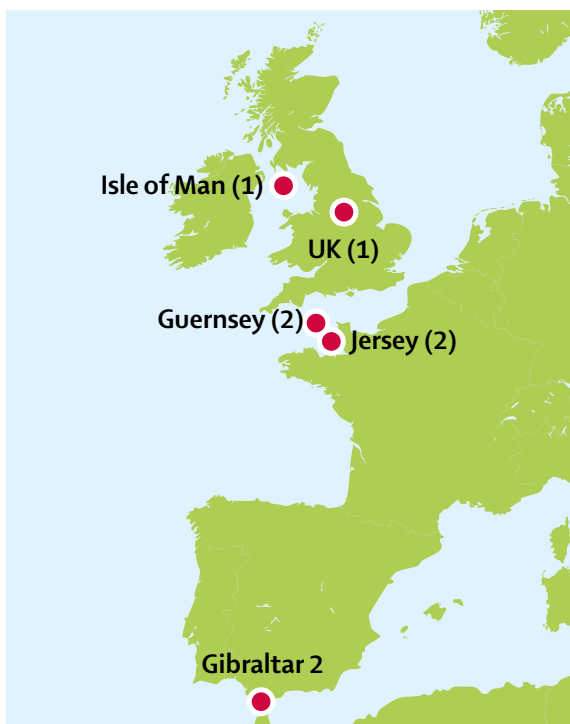 Isle of Man (1)
UK (1)
Guernsey (2)
Jersey (2)
Gibraltar 2